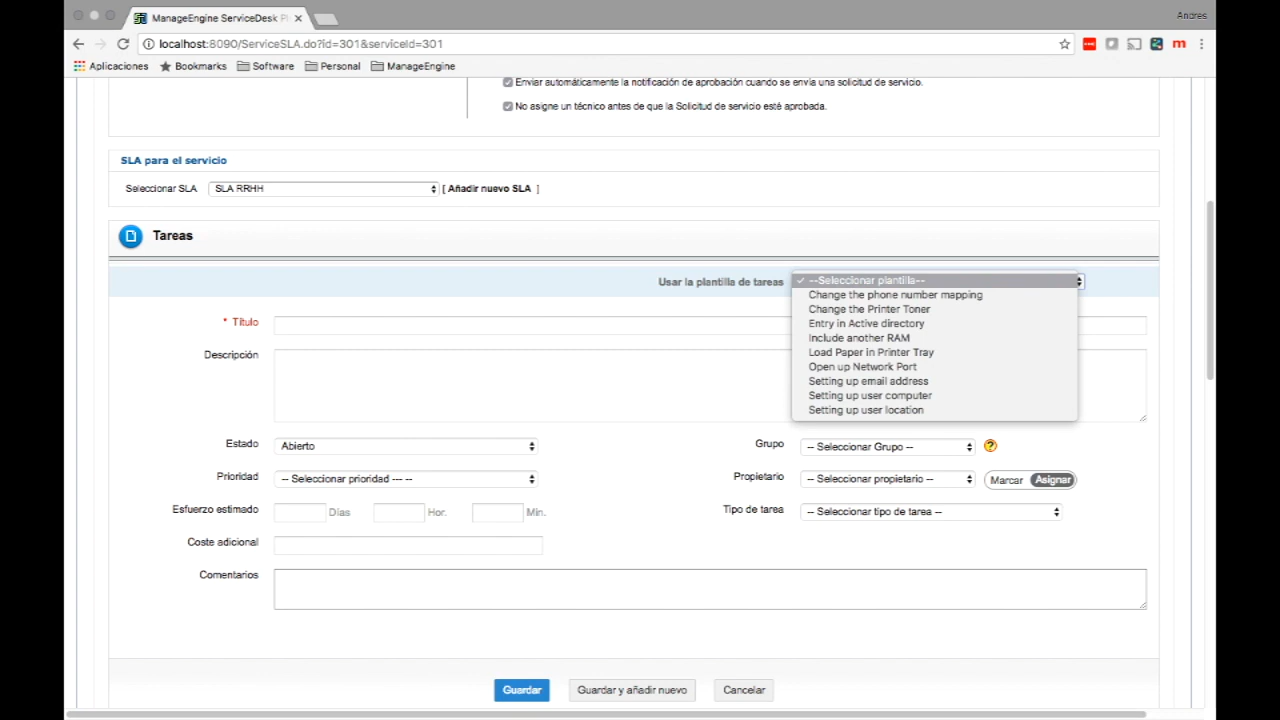 ManageEngine ServiceDesk Pl
Andres
localhost:8090/ServiceSLA.do?id=301&serviceId=301
Aplicaciones Bookmarks Software Personal ManageEngine
Enviar automáticamente la notificación de aprobación cuando se envía una solicitud de servicio.
No asigne un técnico antes de que la Solicitud de servicio esté aprobada.
SLA para el servicio
Seleccionar SLA SLA RRHH [ Añadir nuevo SLA ]
Tareas
Usar la plantilla de tareas --Seleccionar plantilla--
Change the phone number mapping
Change the Printer Toner
Entry in Active directory
Include another RAM
Load Paper in Printer Tray
Open up Network Port
Setting up email address
Setting up user computer
Setting up user location
* Título
Descripción
Estado Abierto Grupo -- Seleccionar Grupo --
Prioridad -- Seleccionar prioridad --- -- Propietario -- Seleccionar propietario -- Marcar Asignar
Esfuerzo estimado Días Hor. Min. Tipo de tarea -- Seleccionar tipo de tarea --
Coste adicional
Comentarios
Guardar Guardar y añadir nuevo Cancelar